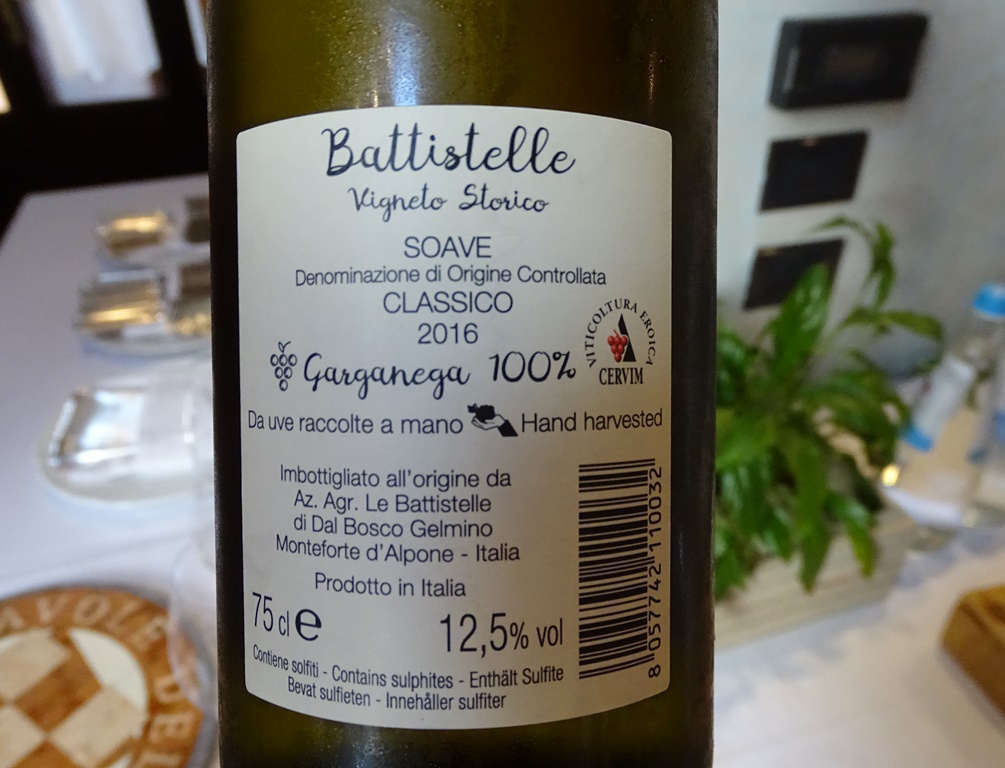 Battistelle
Vigneto Storico
SOAVE
Denominazione di Origine Controllata
CLASSICO
2016
Garganega 100%
VITICOLTURA EROICA
CERVIM
Da uve raccolte a mano Hand harvested
Imbottigliato all'origine da
Az. Agr. Le Battistelle
di Dal Bosco Gelmino
Monteforte d'Alpone - Italia
Prodotto in Italia
75 cl e 12,5% vol
Contiene solfiti - Contains sulphites - Enthält Sulfite
Bevat sulfieten - Innehåller sulfiter
8 057742 110032
TAVOLE DEL